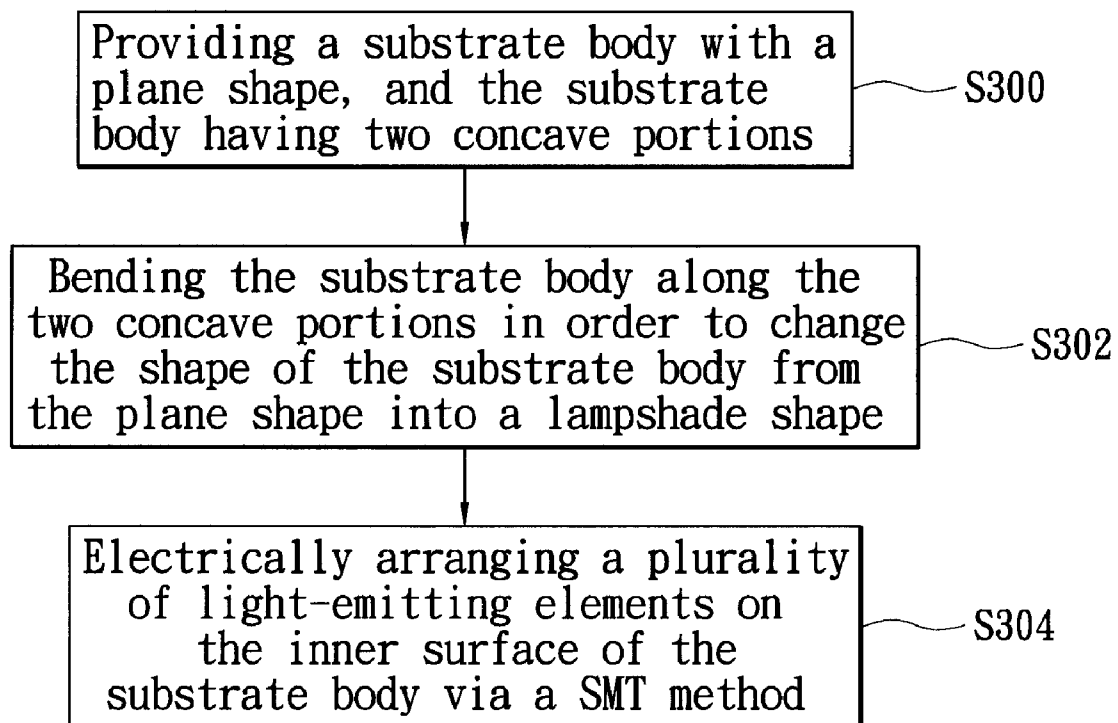 Providing a substrate body with a
plane shape, and the substrate
body having two concave portions
S300
Bending the substrate body along the
two concave portions in order to change
the shape of the substrate body from
the plane shape into a lampshade shape
S302
Electrically arranging a plurality
of light-emitting elements on
the inner surface of the
substrate body via a SMT method
S304